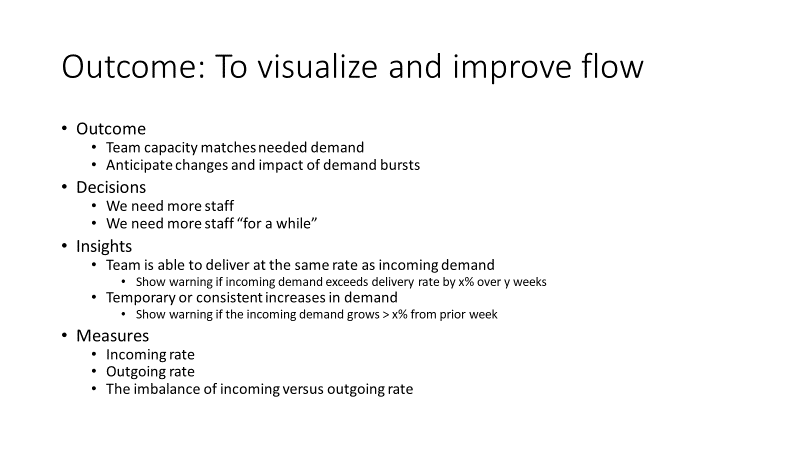 Outcome: To visualize and improve flow
• Outcome
• Team capacity matches needed demand
• Anticipate changes and impact of demand bursts
• Decisions
• We need more staff
• We need more staff “for a while”
• Insights
• Team is able to deliver at the same rate as incoming demand
• Show warning if incoming demand exceeds delivery rate by x% over y weeks
• Temporary or consistent increases in demand
• Show warning if the incoming demand grows > x% from prior week
• Measures
• Incoming rate
• Outgoing rate
• The imbalance of incoming versus outgoing rate